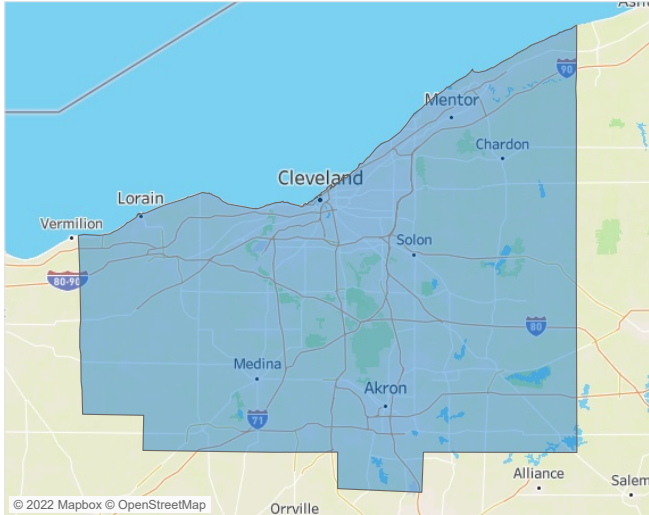 Asht
90
Mentor
Chardon
Cleveland
Lorain
Vermilion
Solon
80-90
80
Medina
Akron
71
Alliance
Salem
© 2022 Mapbox © OpenStreetMap
Orrville